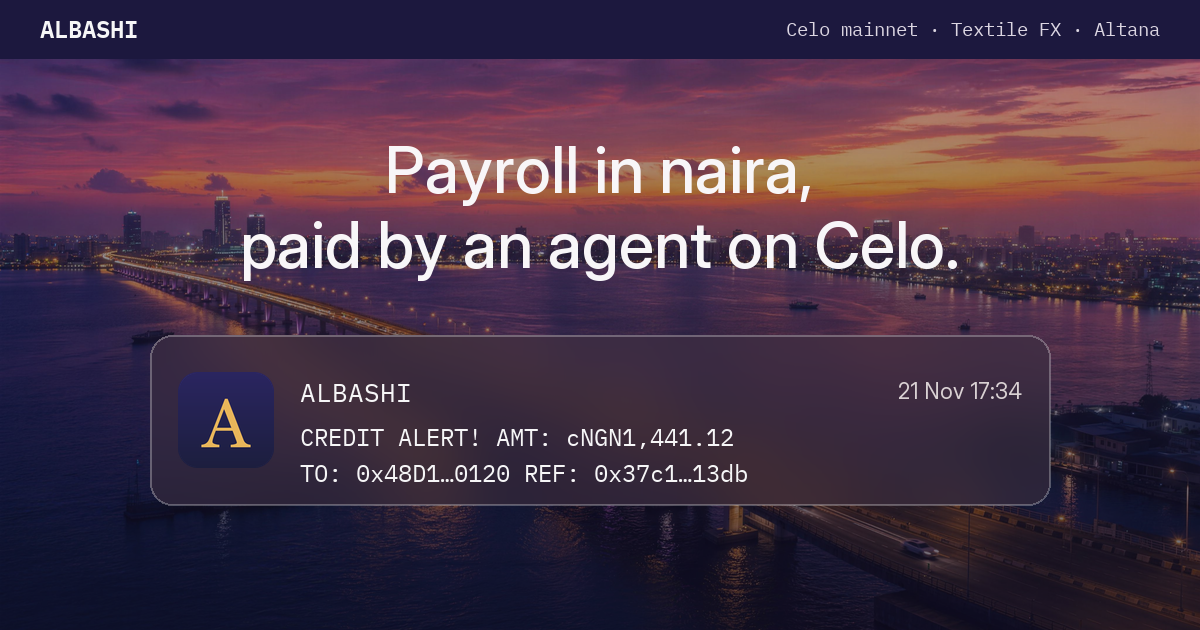 ALBASHI
Celo mainnet · Textile FX · Altana
Payroll in naira,
paid by an agent on Celo.
A
ALBASHI
21 Nov 17:34
CREDIT ALERT! AMT: cNGN1,441.12
TO: 0x48D1…0120 REF: 0x37c1…13db